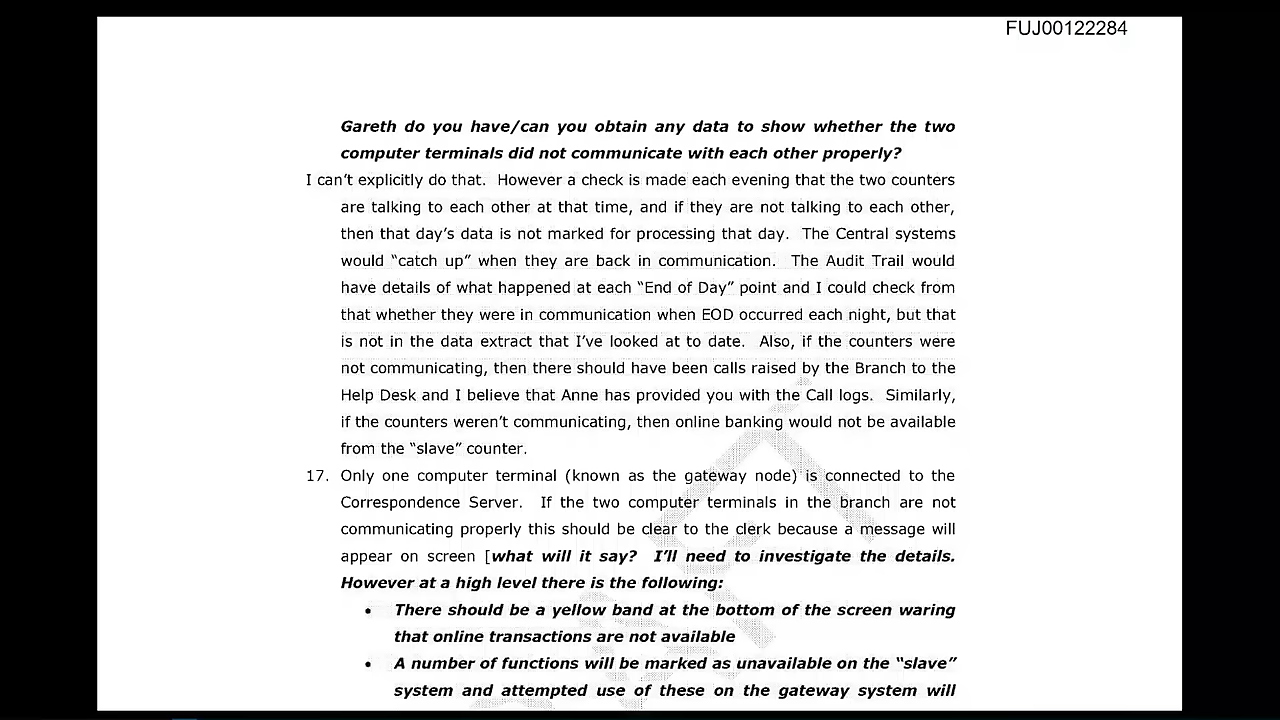 FUJ00122284
Gareth do you have/can you obtain any data to show whether the two
computer terminals did not communicate with each other properly?
I can't explicitly do that. However a check is made each evening that the two counters
are talking to each other at that time, and if they are not talking to each other,
then that day's data is not marked for processing that day. The Central systems
would “catch up” when they are back in communication. The Audit Trail would
have details of what happened at each “End of Day” point and I could check from
that whether they were in communication when EOD occurred each night, but that
is not in the data extract that I've looked at to date. Also, if the counters were
not communicating, then there should have been calls raised by the Branch to the
Help Desk and I believe that Anne has provided you with the Call logs. Similarly,
if the counters weren't communicating, then online banking would not be available
from the “slave” counter.
17. Only one computer terminal (known as the gateway node) is connected to the
Correspondence Server. If the two computer terminals in the branch are not
communicating properly this should be clear to the clerk because a message will
appear on screen [what will it say? I'll need to investigate the details.
However at a high level there is the following:
• There should be a yellow band at the bottom of the screen waring
that online transactions are not available
• A number of functions will be marked as unavailable on the “slave”
system and attempted use of these on the gateway system will